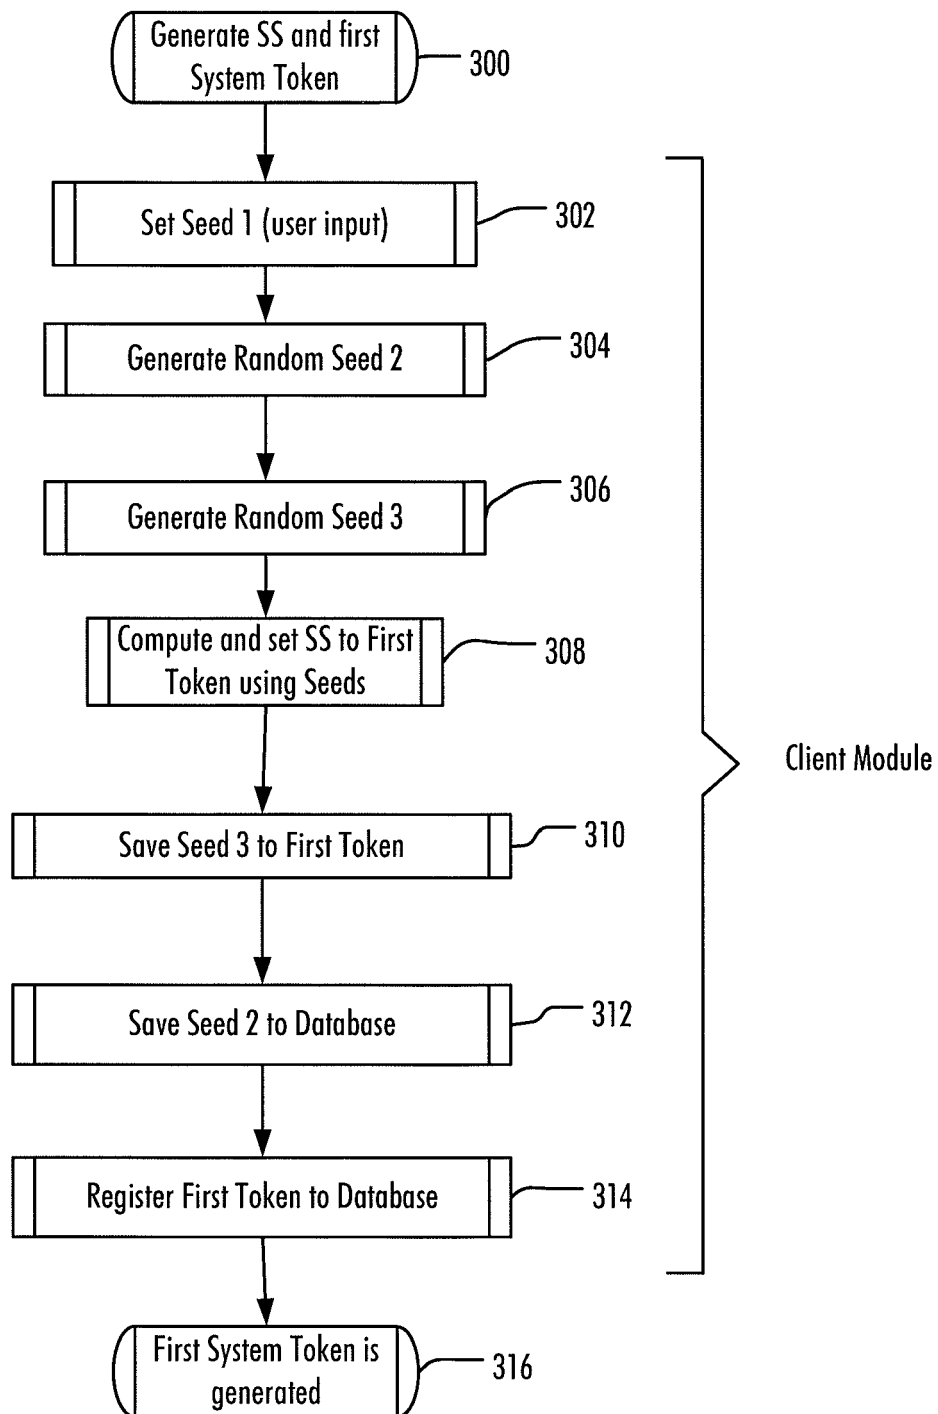 Generate SS and first
System Token
300
Set Seed 1 (user input)
302
Generate Random Seed 2
304
Generate Random Seed 3
306
Compute and set SS to First
Token using Seeds
308
Client Module
Save Seed 3 to First Token
310
Save Seed 2 to Database
312
Register First Token to Database
314
First System Token is
generated
316